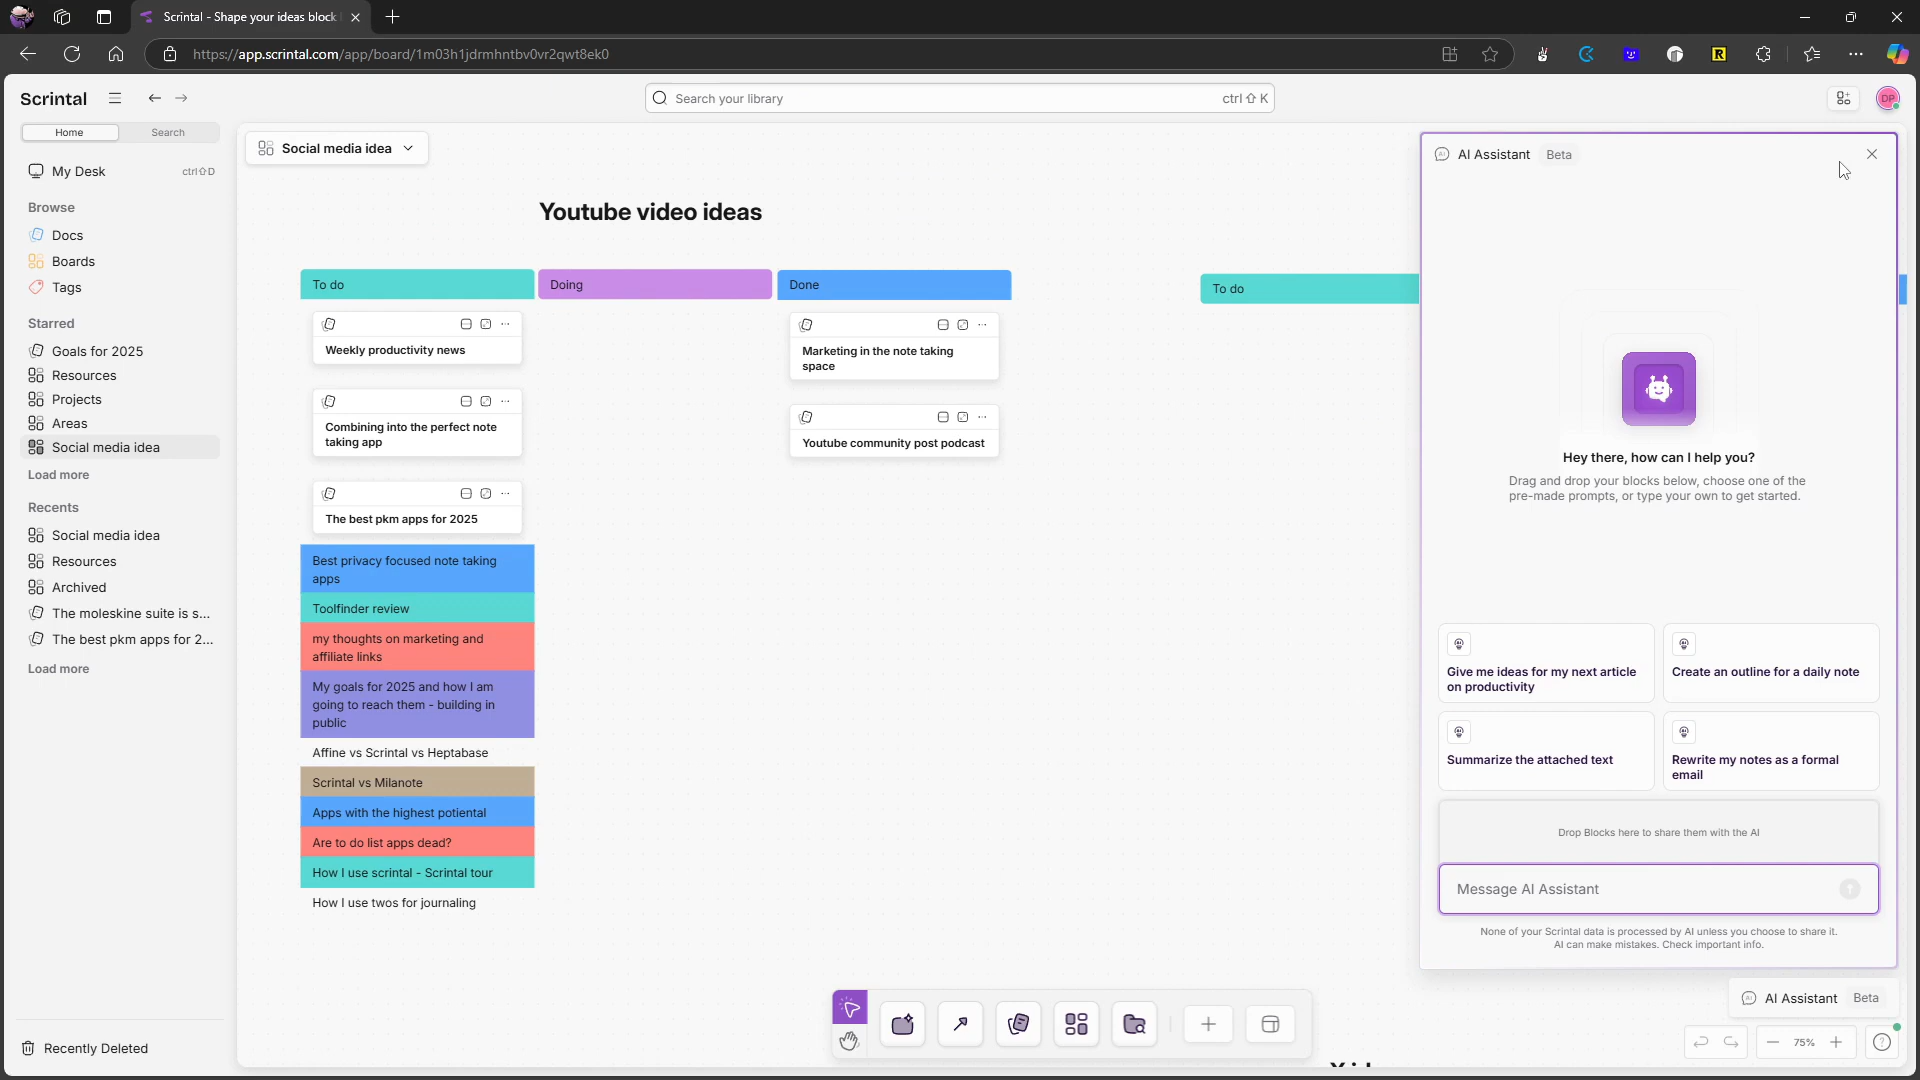 Scrintal - Shape your ideas block
https://app.scrintal.com/app/board/1m03h1jdrmhntbv0vr2qwt8ek0
Scrintal
Search your library
ctrl⇧K
DP
Home
Search
My Desk
ctrl⇧D
Browse
Docs
Boards
Tags
Starred
Goals for 2025
Resources
Projects
Areas
Social media idea
Load more
Recents
Social media idea
Resources
Archived
The moleskine suite is s...
The best pkm apps for 2...
Load more
Recently Deleted
Social media idea
Youtube video ideas
To do
Doing
Done
To do
Weekly productivity news
Combining into the perfect note
taking app
The best pkm apps for 2025
Best privacy focused note taking
apps
Toolfinder review
my thoughts on marketing and
affiliate links
My goals for 2025 and how I am
going to reach them - building in
public
Affine vs Scrintal vs Heptabase
Scrintal vs Milanote
Apps with the highest potiental
Are to do list apps dead?
How I use scrintal - Scrintal tour
How I use twos for journaling
Marketing in the note taking
space
Youtube community post podcast
AI Assistant
Beta
Hey there, how can I help you?
Drag and drop your blocks below, choose one of the
pre-made prompts, or type your own to get started.
Give me ideas for my next article
on productivity
Create an outline for a daily note
Summarize the attached text
Rewrite my notes as a formal
email
Drop Blocks here to share them with the AI
Message AI Assistant
None of your Scrintal data is processed by AI unless you choose to share it.
AI can make mistakes. Check important info.
AI Assistant
Beta
75%